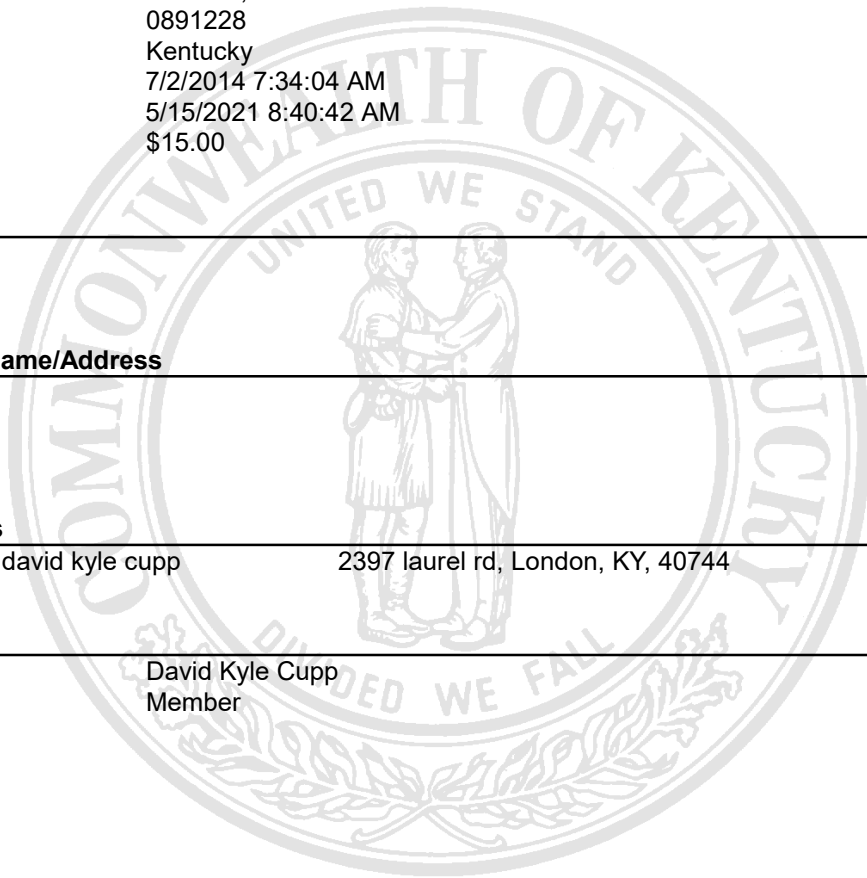 0891228
Kentucky
7/2/2014 7:34:04 AM
5/15/2021 8:40:42 AM
$15.00
COMMONWEALTH OF KENTUCKY
UNITED WE STAND
ame/Address
s
david kyle cupp 2397 laurel rd, London, KY, 40744
David Kyle Cupp
Member
DIVIDED WE FALL